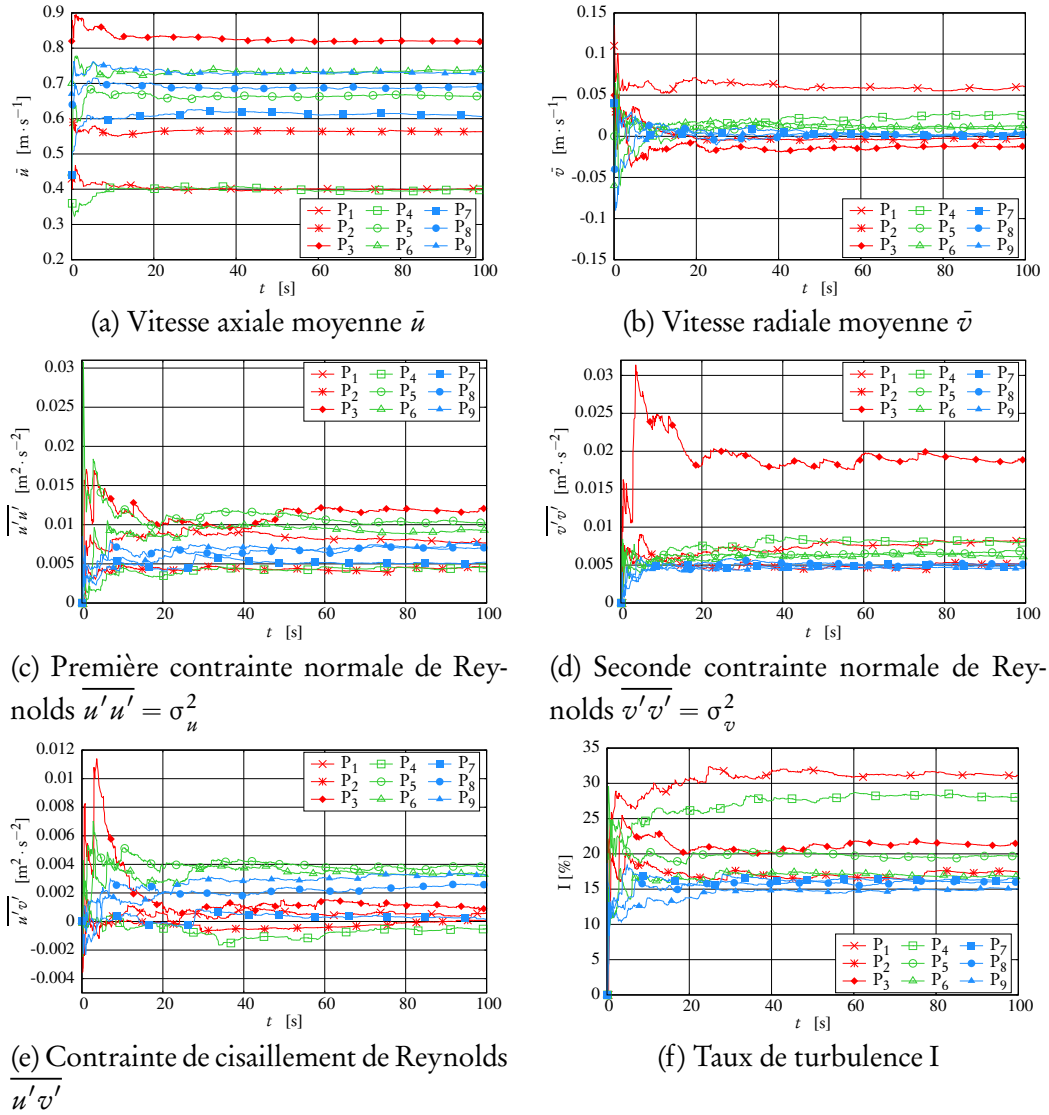 0.9
0.8
0.7
0.6
0.5
0.4
0.3
0.2
ū [m · s⁻¹]
P₁ P₄ P₇
P₂ P₅ P₈
P₃ P₆ P₉
0 20 40 60 80 100
t [s]
(a) Vitesse axiale moyenne ū
0.15
0.1
0.05
0
-0.05
-0.1
-0.15
v̄ [m · s⁻¹]
P₁ P₄ P₇
P₂ P₅ P₈
P₃ P₆ P₉
0 20 40 60 80 100
t [s]
(b) Vitesse radiale moyenne v̄
0.03
0.025
0.02
0.015
0.01
0.005
0
u′u′ [m² · s⁻²]
P₁ P₄ P₇
P₂ P₅ P₈
P₃ P₆ P₉
0 20 40 60 80 100
t [s]
(c) Première contrainte normale de Rey-
nolds u′u′ = σᵤ²
0.03
0.025
0.02
0.015
0.01
0.005
0
v′v′ [m² · s⁻²]
P₁ P₄ P₇
P₂ P₅ P₈
P₃ P₆ P₉
0 20 40 60 80 100
t [s]
(d) Seconde contrainte normale de Rey-
nolds v′v′ = σᵥ²
0.012
0.01
0.008
0.006
0.004
0.002
0
-0.002
-0.004
u′v′ [m² · s⁻²]
P₁ P₄ P₇
P₂ P₅ P₈
P₃ P₆ P₉
0 20 40 60 80 100
t [s]
(e) Contrainte de cisaillement de Reynolds
u′v′
35
30
25
20
15
10
5
0
I [%]
P₁ P₄ P₇
P₂ P₅ P₈
P₃ P₆ P₉
0 20 40 60 80 100
t [s]
(f) Taux de turbulence I